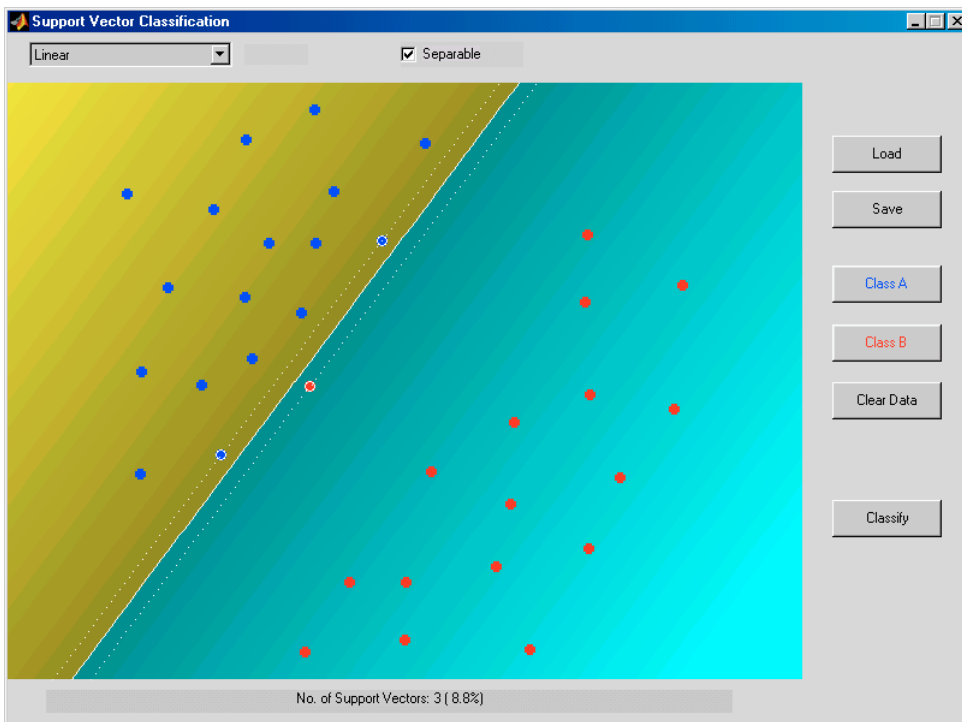 Support Vector Classification
Linear
Separable
Load
Save
Class A
Class B
Clear Data
Classify
No. of Support Vectors: 3 ( 8.8%)